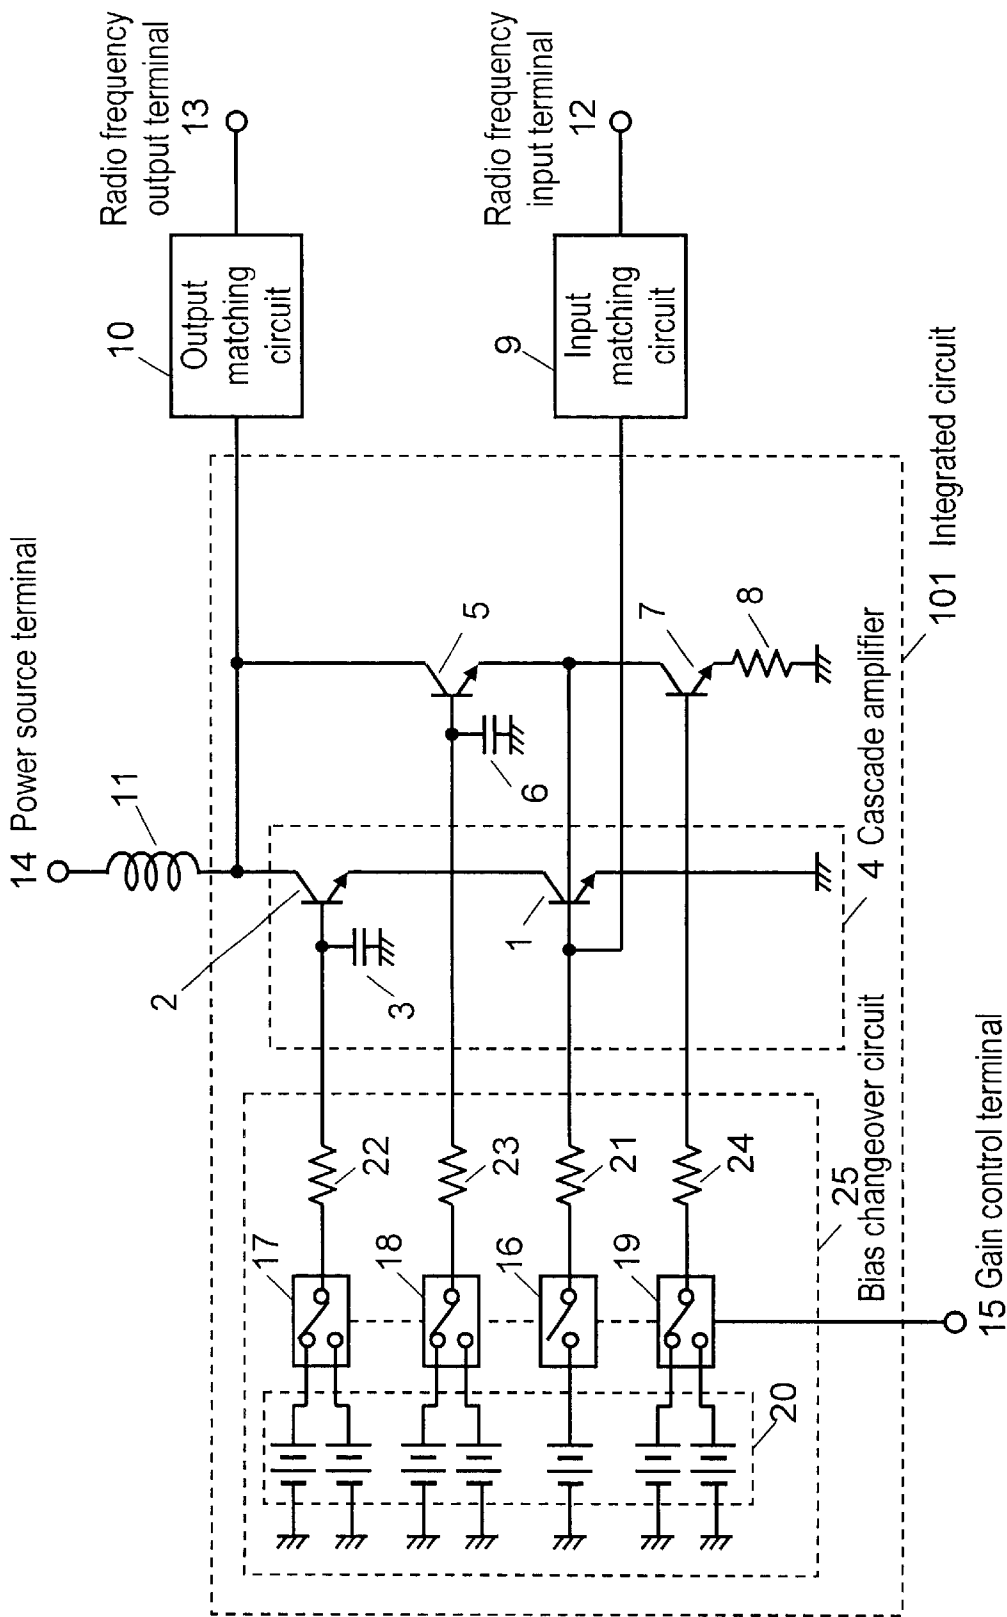 14 Power source terminal
11
Radio frequency
output terminal
13
10
Output
matching
circuit
Radio frequency
input terminal
12
9
Input
matching
circuit
2
3
5
6
1
7
8
4 Cascade amplifier
101 Integrated circuit
17
22
18
23
16
21
19
24
20
25
Bias changeover circuit
15 Gain control terminal